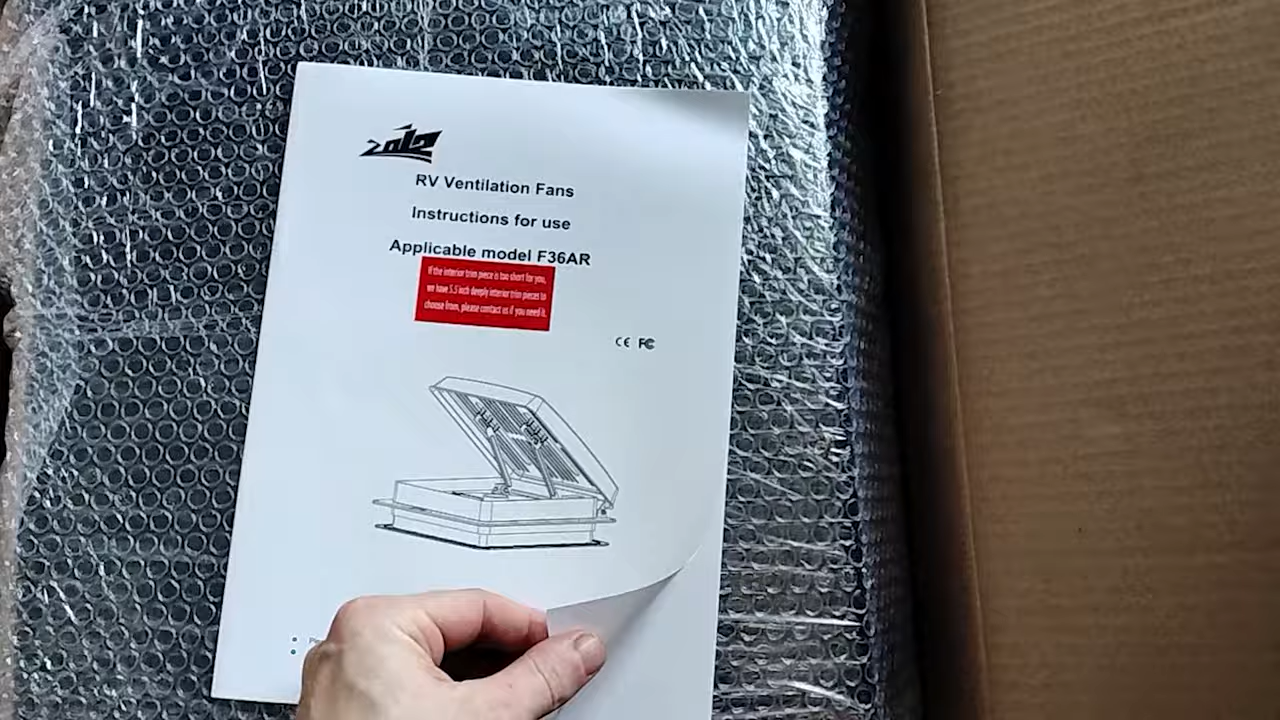 RV Ventilation Fans
Instructions for use
Applicable model F36AR
If the interior trim piece is too short for you,
we have 5.5 inch deeply interior trim pieces to
choose from, please contact us if you need it.
CE FC